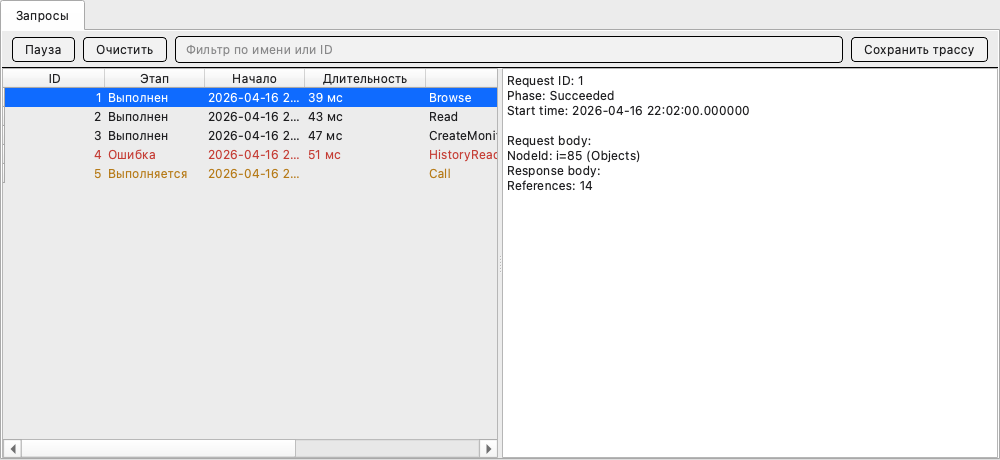 Запросы
Пауза Очистить Фильтр по имени или ID Сохранить трассу
ID Этап Начало Длительность
1 Выполнен 2026-04-16 2... 39 мс Browse
2 Выполнен 2026-04-16 2... 43 мс Read
3 Выполнен 2026-04-16 2... 47 мс CreateMoni
4 Ошибка 2026-04-16 2... 51 мс HistoryRead
5 Выполняется 2026-04-16 2... Call
Request ID: 1
Phase: Succeeded
Start time: 2026-04-16 22:02:00.000000
Request body:
NodeId: i=85 (Objects)
Response body:
References: 14